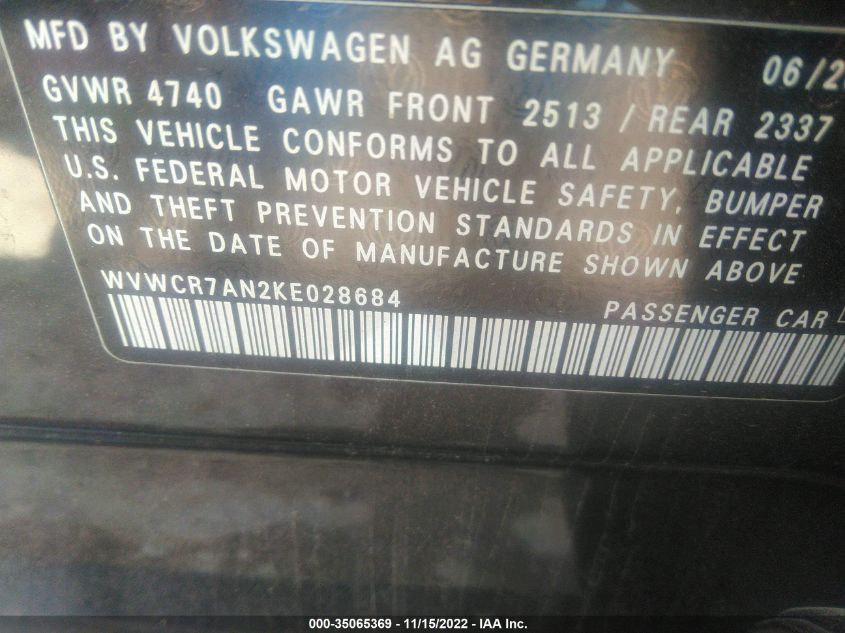 MFD BY VOLKSWAGEN AG GERMANY 06/20
GVWR 4740 GAWR FRONT 2513 / REAR 2337
THIS VEHICLE CONFORMS TO ALL APPLICABLE
U.S. FEDERAL MOTOR VEHICLE SAFETY, BUMPER
AND THEFT PREVENTION STANDARDS IN EFFECT
ON THE DATE OF MANUFACTURE SHOWN ABOVE
WVWCR7AN2KE028684
PASSENGER CAR
000-35065369 - 11/15/2022 - IAA Inc.